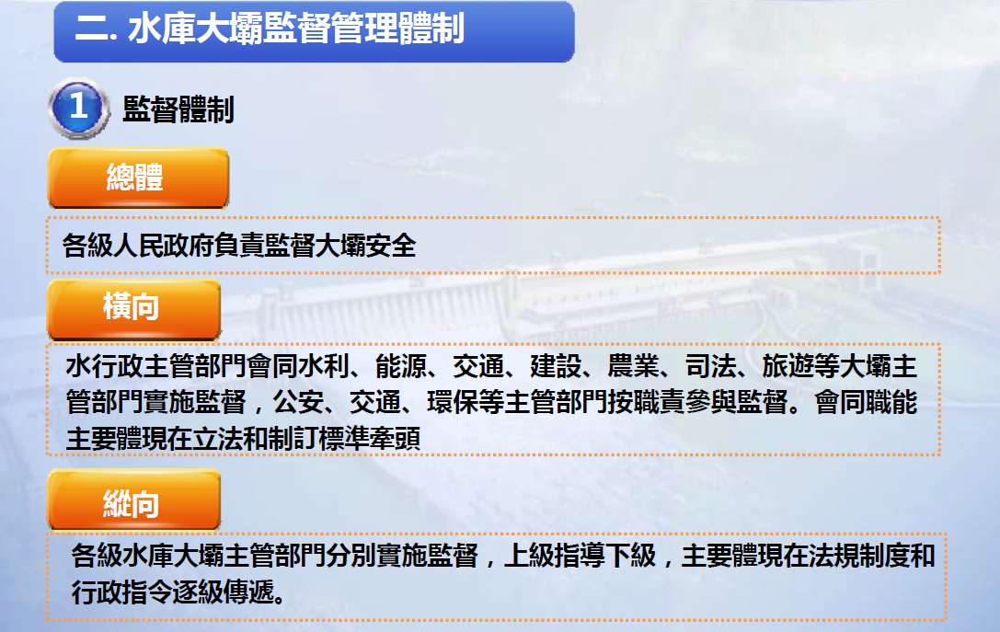 二. 水庫大壩監督管理體制
1 監督體制
總體
各級人民政府負責監督大壩安全
橫向
水行政主管部門會同水利、能源、交通、建設、農業、司法、旅遊等大壩主
管部門實施監督，公安、交通、環保等主管部門按職責參與監督。會同職能
主要體現在立法和制訂標準牽頭
縱向
各級水庫大壩主管部門分別實施監督，上級指導下級，主要體現在法規制度和
行政指令逐級傳遞。